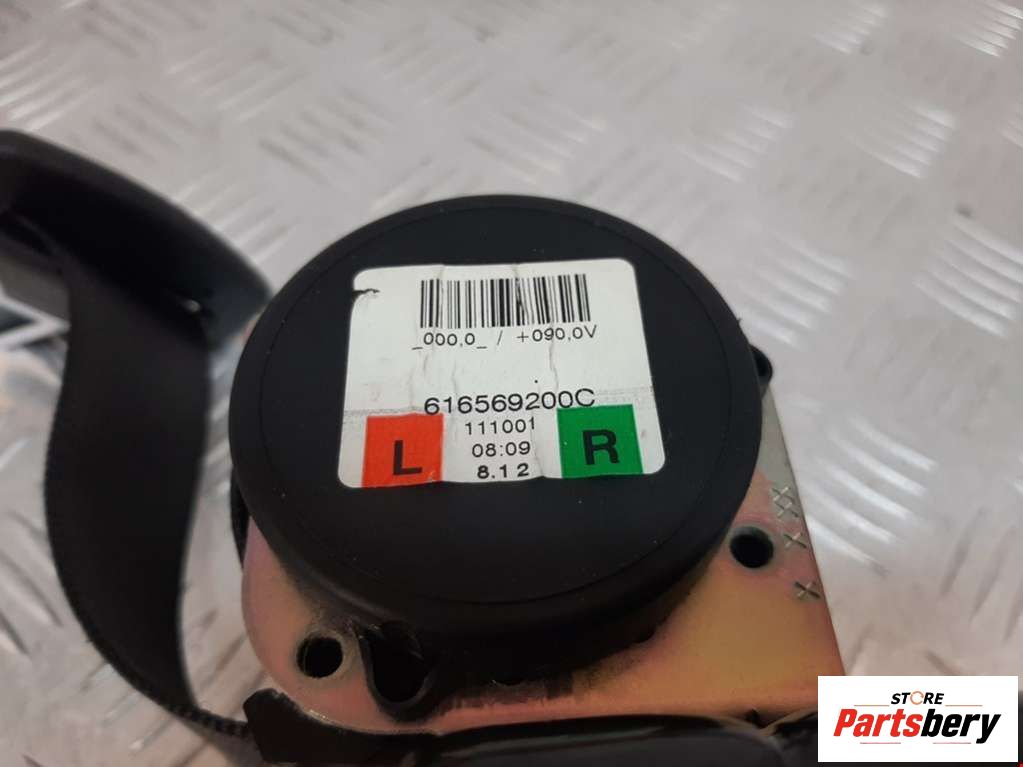 _000,0_ / +090,0V
616569200C
111001
L
08:09
R
8.12
STORE
Partsbery